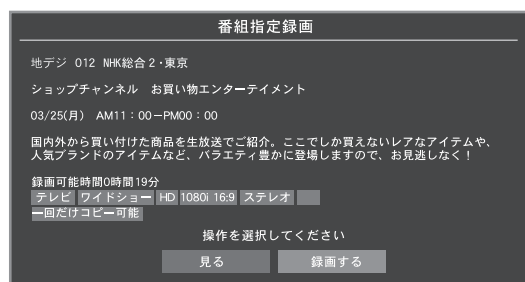 番組指定録画
地デジ 012 NHK総合2・東京
ショップチャンネル お買い物エンターテイメント
03/25(月) AM11：00－PM00：00
国内外から買い付けた商品を生放送でご紹介。ここでしか買えないレアなアイテムや、
人気ブランドのアイテムなど、バラエティ豊かに登場しますので、お見逃しなく！
録画可能時間0時間19分
テレビ ワイドショー HD 1080i 16:9 ステレオ
一回だけコピー可能
操作を選択してください
見る 録画する